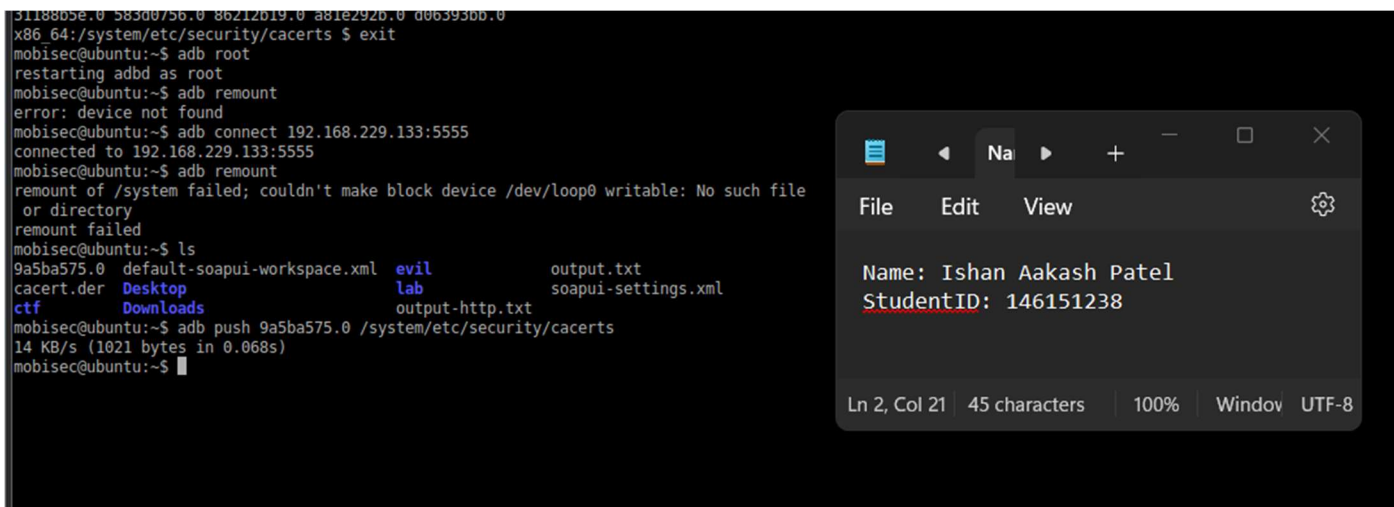 31188b5e.0 583d0756.0 86212b19.0 a81e292b.0 d06393bb.0
x86_64:/system/etc/security/cacerts $ exit
mobisec@ubuntu:~$ adb root
restarting adbd as root
mobisec@ubuntu:~$ adb remount
error: device not found
mobisec@ubuntu:~$ adb connect 192.168.229.133:5555
connected to 192.168.229.133:5555
mobisec@ubuntu:~$ adb remount
remount of /system failed; couldn't make block device /dev/loop0 writable: No such file
 or directory
remount failed
mobisec@ubuntu:~$ ls
9a5ba575.0 default-soapui-workspace.xml evil output.txt
cacert.der Desktop lab soapui-settings.xml
ctf Downloads output-http.txt
mobisec@ubuntu:~$ adb push 9a5ba575.0 /system/etc/security/cacerts
14 KB/s (1021 bytes in 0.068s)
mobisec@ubuntu:~$
File Edit View
Name: Ishan Aakash Patel
StudentID: 146151238
Ln 2, Col 21 45 characters 100% UTF-8